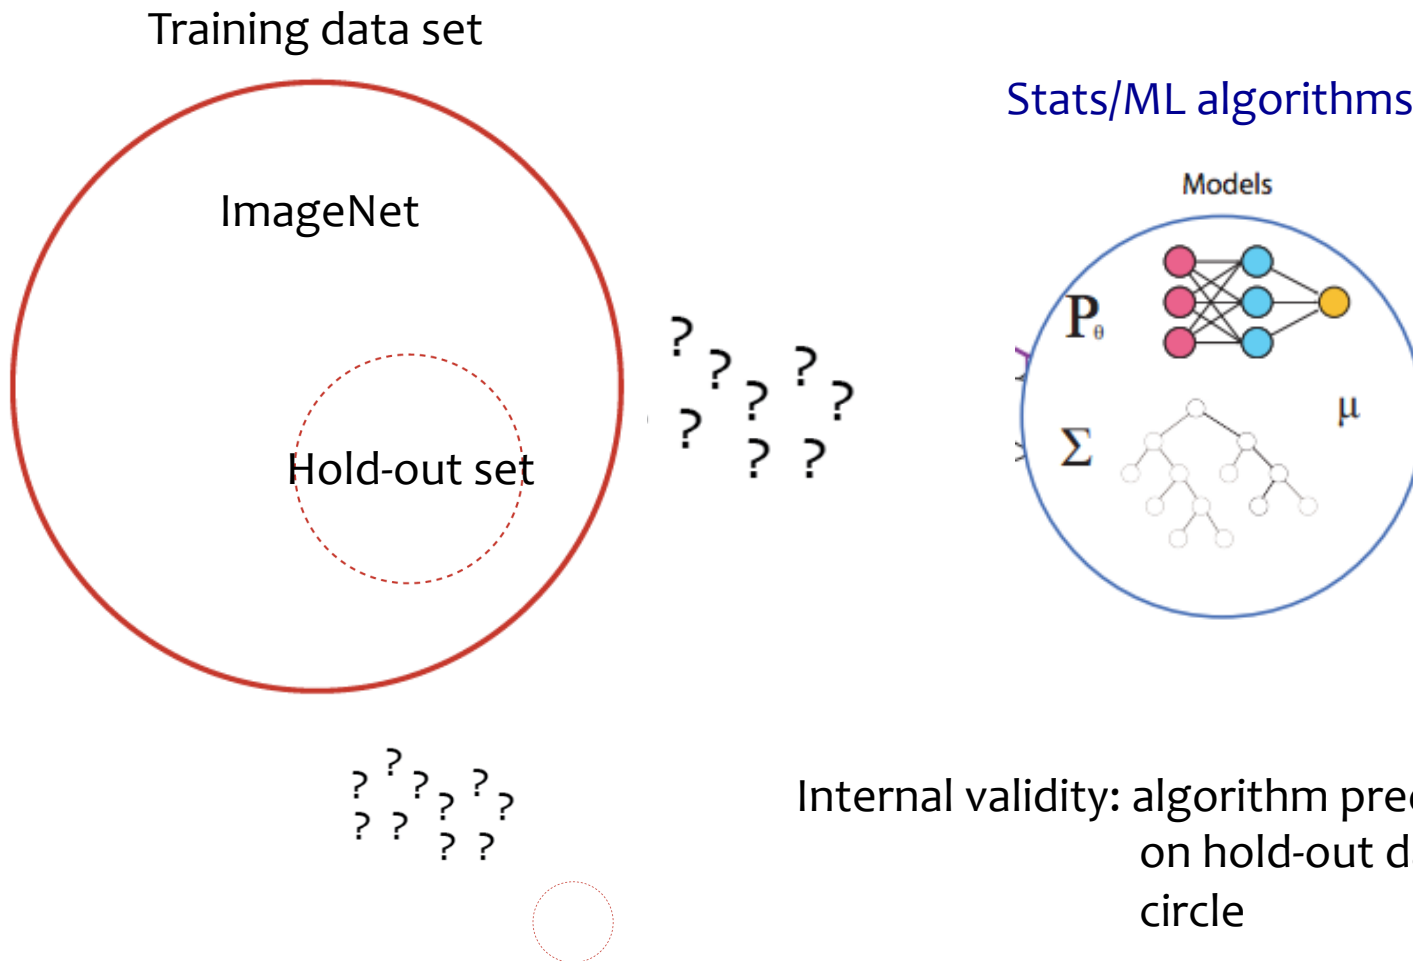 Training data set
Stats/ML algorithms
Models
ImageNet
P_θ
? ? ? ? ? ? ? ?
μ
Σ
Hold-out set
? ? ? ? ? ? ? ? ? ?
Internal validity: algorithm pre
on hold-out d
circle